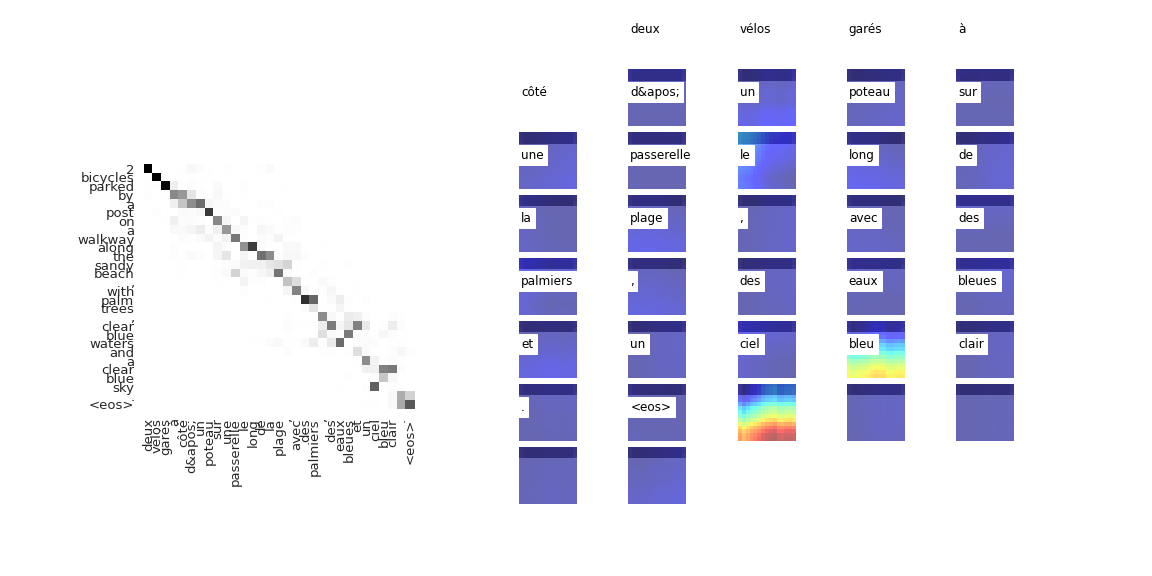 2
bicycles
parked
by
a
post
on
a
walkway
along
the
sandy
beach
,
with
palm
trees
,
clear
blue
waters
and
a
clear
blue
sky
.
<eos>
deux
vélos
garés
à
côté
d&apos;
un
poteau
sur
une
passerelle
le
long
de
la
plage
,
avec
des
palmiers
,
des
eaux
bleues
et
un
ciel
bleu
clair
.
<eos>
deux vélos garés à
côté d&apos; un poteau sur
une passerelle le long de
la plage , avec des
palmiers , des eaux bleues
et un ciel bleu clair
. <eos>